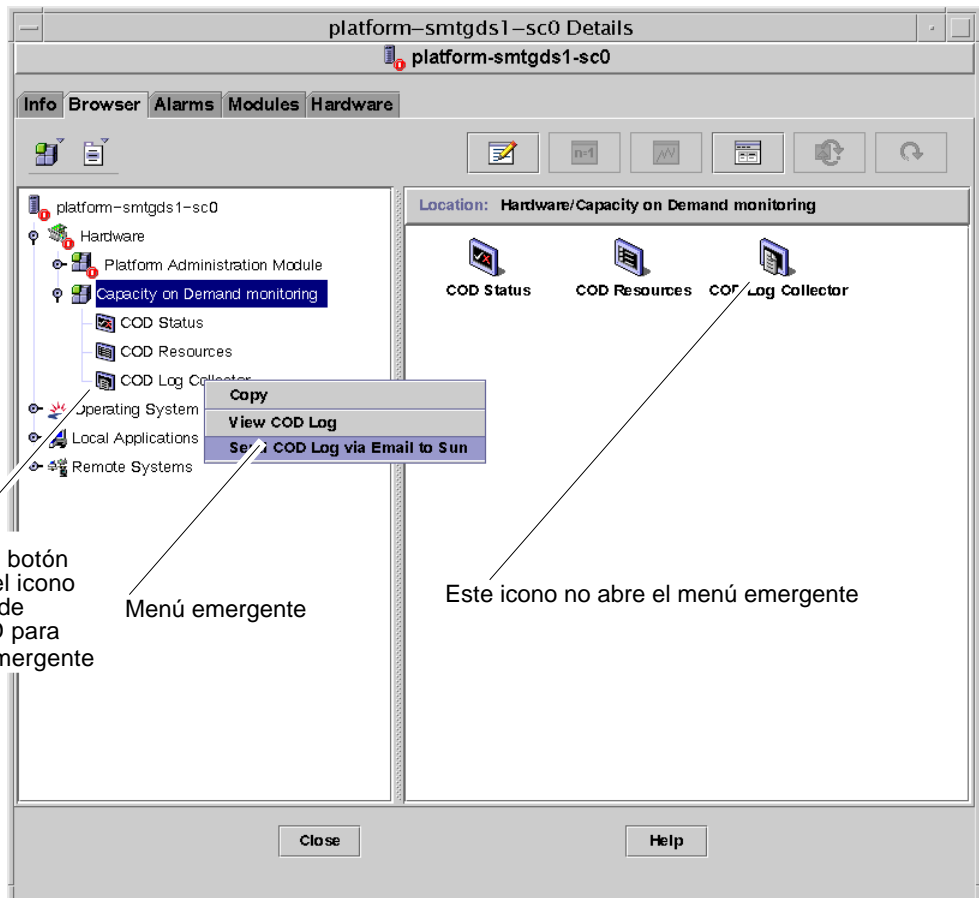 platform-smtgds1-sc0 Details
platform-smtgds1-sc0
Info Browser Alarms Modules Hardware
n=1
platform-smtgds1-sc0
Hardware
Platform Administration Module
Capacity on Demand monitoring
COD Status
COD Resources
COD Log Collector
Operating System
Local Applications
Remote Systems
Copy
View COD Log
Send COD Log via Email to Sun
Location: Hardware/Capacity on Demand monitoring
COD Status
COD Resources
COD Log Collector
botón
el icono
de
para
Menú emergente
Este icono no abre el menú emergente
Close
Help